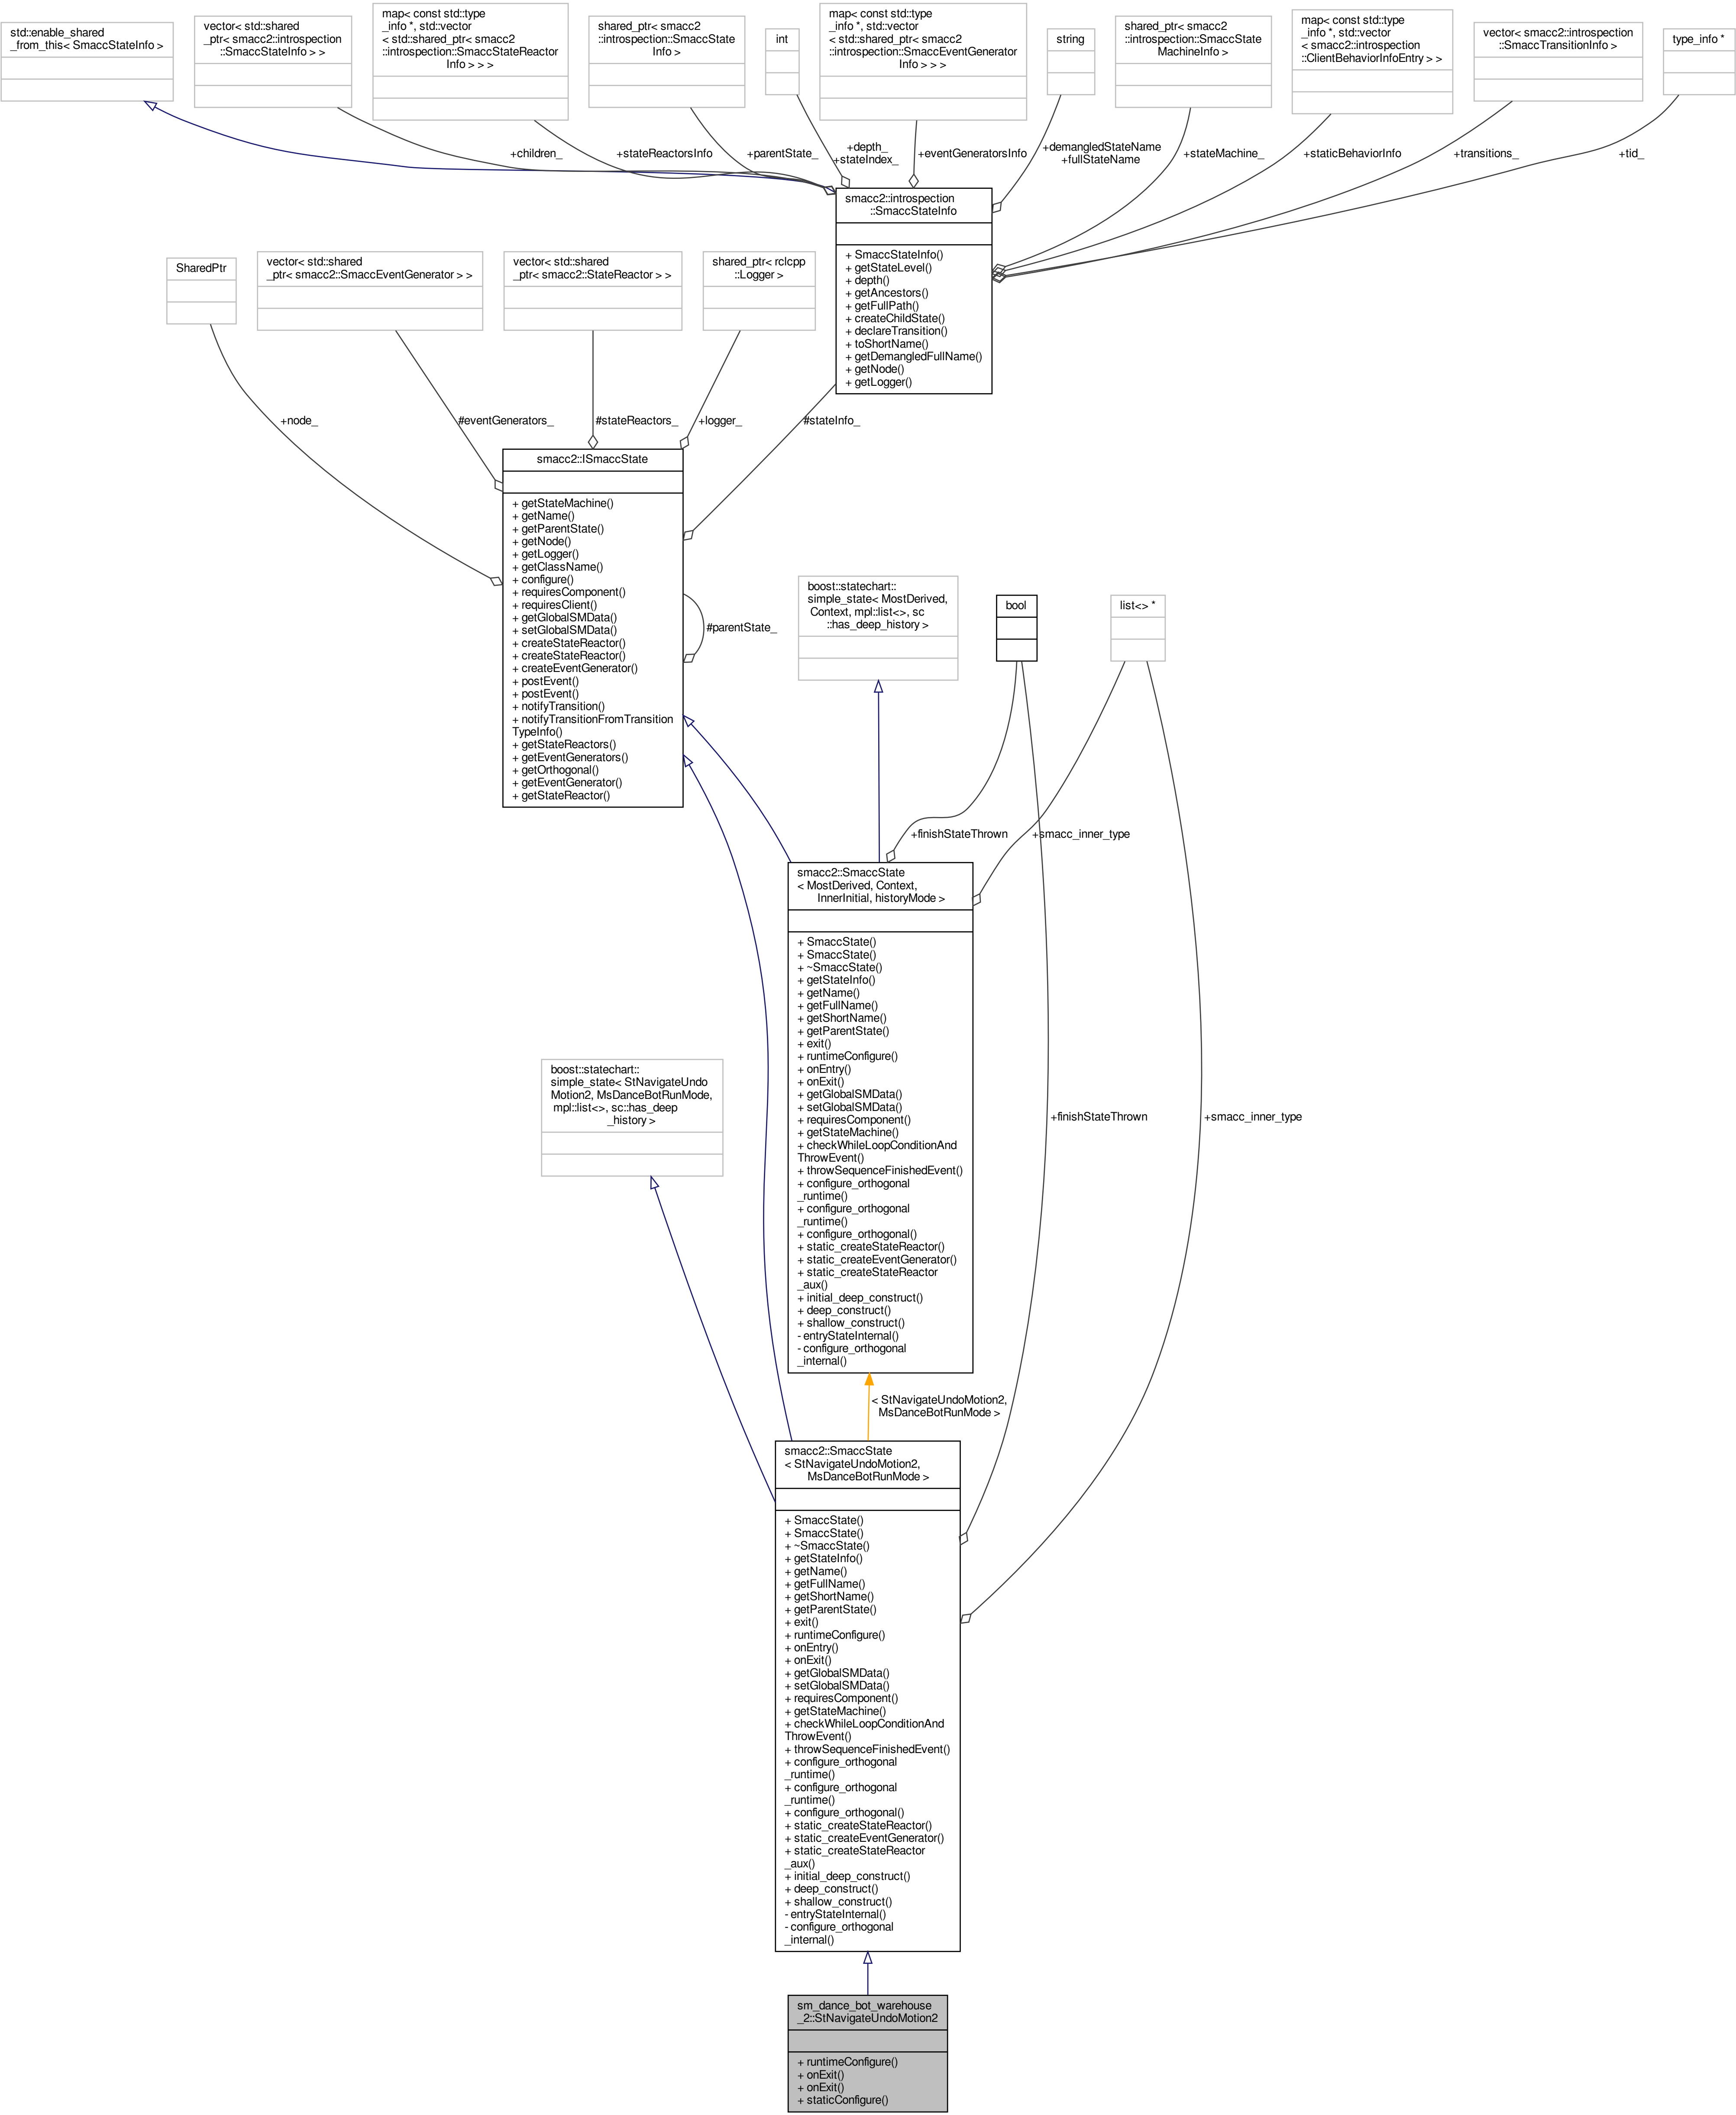 std::enable_shared
_from_this< SmaccStateInfo >
vector< std::shared
_ptr< smacc2::introspection
::SmaccStateInfo > >
map< const std::type
_info *, std::vector
< std::shared_ptr< smacc2
::introspection::SmaccStateReactor
Info > > >
shared_ptr< smacc2
::introspection::SmaccState
Info >
int
map< const std::type
_info *, std::vector
< std::shared_ptr< smacc2
::introspection::SmaccEventGenerator
Info > > >
string
shared_ptr< smacc2
::introspection::SmaccState
MachineInfo >
map< const std::type
_info *, std::vector
< smacc2::introspection
::ClientBehaviorInfoEntry > >
vector< smacc2::introspection
::SmaccTransitionInfo >
type_info *
+children_
+stateReactorsInfo
+parentState_
+depth_
+stateIndex_
+eventGeneratorsInfo
+demangledStateName
+fullStateName
+stateMachine_
+staticBehaviorInfo
+transitions_
+tid_
smacc2::introspection
::SmaccStateInfo
+ SmaccStateInfo()
+ getStateLevel()
+ depth()
+ getAncestors()
+ getFullPath()
+ createChildState()
+ declareTransition()
+ toShortName()
+ getDemangledFullName()
+ getNode()
+ getLogger()
SharedPtr
vector< std::shared
_ptr< smacc2::SmaccEventGenerator > >
vector< std::shared
_ptr< smacc2::StateReactor > >
shared_ptr< rclcpp
::Logger >
+node_
#eventGenerators_
#stateReactors_
+logger_
#stateInfo_
smacc2::ISmaccState
+ getStateMachine()
+ getName()
+ getParentState()
+ getNode()
+ getLogger()
+ getClassName()
+ configure()
+ requiresComponent()
+ requiresClient()
+ getGlobalSMData()
+ setGlobalSMData()
+ createStateReactor()
+ createStateReactor()
+ createEventGenerator()
+ postEvent()
+ postEvent()
+ notifyTransition()
+ notifyTransitionFromTransition
TypeInfo()
+ getStateReactors()
+ getEventGenerators()
+ getOrthogonal()
+ getEventGenerator()
+ getStateReactor()
#parentState_
boost::statechart::
simple_state< MostDerived,
Context, mpl::list<>, sc
::has_deep_history >
bool
list<> *
+finishStateThrown
+smacc_inner_type
smacc2::SmaccState
< MostDerived, Context,
InnerInitial, historyMode >
+ SmaccState()
+ SmaccState()
+ ~SmaccState()
+ getStateInfo()
+ getName()
+ getFullName()
+ getShortName()
+ getParentState()
+ exit()
+ runtimeConfigure()
+ onEntry()
+ onExit()
+ getGlobalSMData()
+ setGlobalSMData()
+ requiresComponent()
+ getStateMachine()
+ checkWhileLoopConditionAnd
ThrowEvent()
+ throwSequenceFinishedEvent()
+ configure_orthogonal
_runtime()
+ configure_orthogonal
_runtime()
+ configure_orthogonal()
+ static_createStateReactor()
+ static_createEventGenerator()
+ static_createStateReactor
_aux()
+ initial_deep_construct()
+ deep_construct()
+ shallow_construct()
- entryStateInternal()
- configure_orthogonal
_internal()
boost::statechart::
simple_state< StNavigateUndo
Motion2, MsDanceBotRunMode,
mpl::list<>, sc::has_deep
_history >
+finishStateThrown
+smacc_inner_type
< StNavigateUndoMotion2,
MsDanceBotRunMode >
smacc2::SmaccState
< StNavigateUndoMotion2,
MsDanceBotRunMode >
+ SmaccState()
+ SmaccState()
+ ~SmaccState()
+ getStateInfo()
+ getName()
+ getFullName()
+ getShortName()
+ getParentState()
+ exit()
+ runtimeConfigure()
+ onEntry()
+ onExit()
+ getGlobalSMData()
+ setGlobalSMData()
+ requiresComponent()
+ getStateMachine()
+ checkWhileLoopConditionAnd
ThrowEvent()
+ throwSequenceFinishedEvent()
+ configure_orthogonal
_runtime()
+ configure_orthogonal
_runtime()
+ configure_orthogonal()
+ static_createStateReactor()
+ static_createEventGenerator()
+ static_createStateReactor
_aux()
+ initial_deep_construct()
+ deep_construct()
+ shallow_construct()
- entryStateInternal()
- configure_orthogonal
_internal()
sm_dance_bot_warehouse
_2::StNavigateUndoMotion2
+ runtimeConfigure()
+ onExit()
+ onExit()
+ staticConfigure()